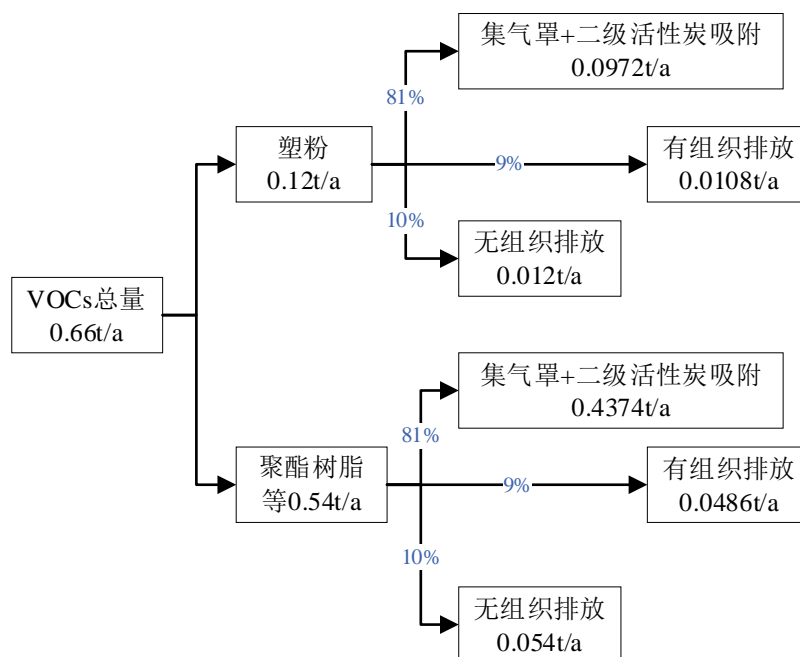 集气罩+二级活性炭吸附
0.0972t/a
81%
塑粉
0.12t/a
9%
有组织排放
0.0108t/a
10%
无组织排放
0.012t/a
VOCs总量
0.66t/a
集气罩+二级活性炭吸附
0.4374t/a
81%
聚酯树脂
等0.54t/a
9%
有组织排放
0.0486t/a
10%
无组织排放
0.054t/a